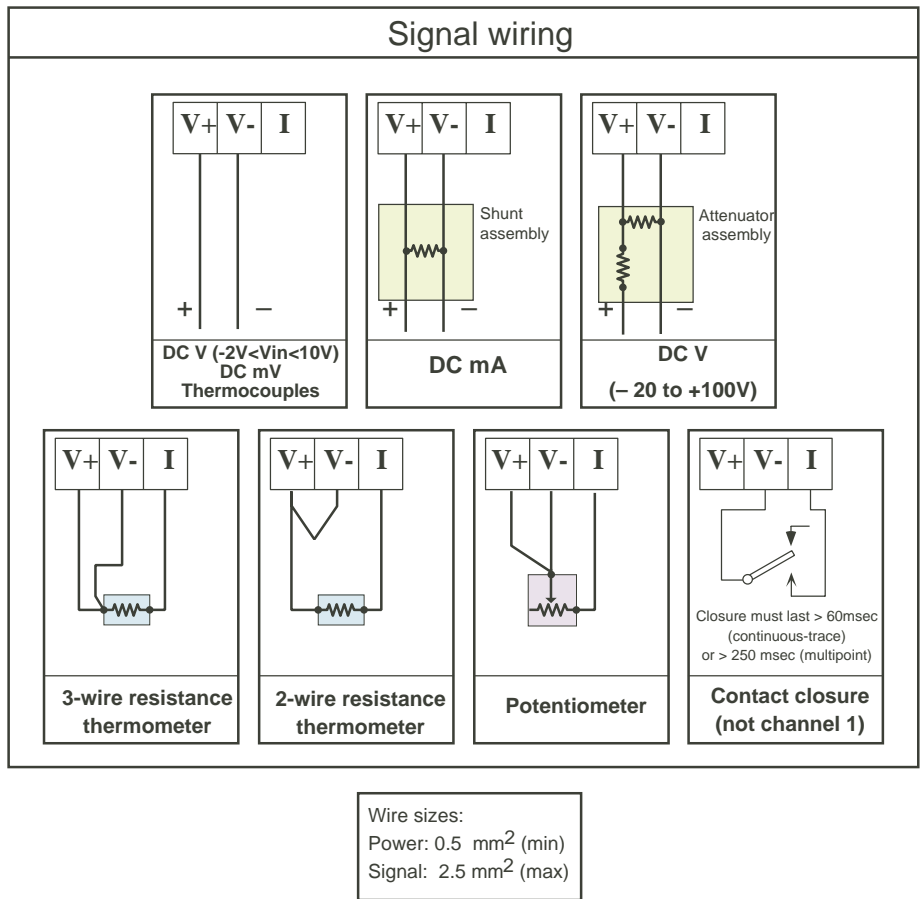 Signal wiring
V+ V- I
V+ V- I
V+ V- I
Shunt
assembly
Attenuator
assembly
+ –
+ –
+ –
DC V (-2V<Vin<10V)
DC mV
Thermocouples
DC mA
DC V
(– 20 to +100V)
V+ V- I
V+ V- I
V+ V- I
V+ V- I
Closure must last > 60msec
(continuous-trace)
or > 250 msec (multipoint)
3-wire resistance
thermometer
2-wire resistance
thermometer
Potentiometer
Contact closure
(not channel 1)
Wire sizes:
Power: 0.5 mm² (min)
Signal: 2.5 mm² (max)